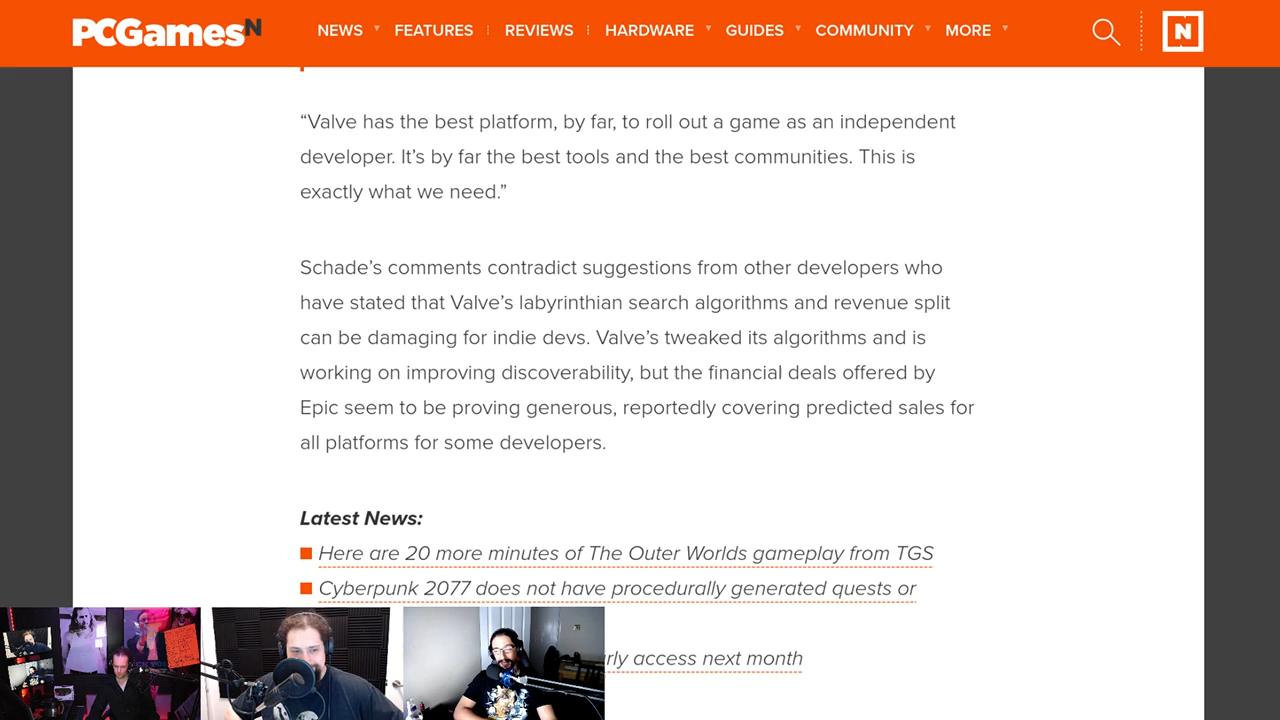 PCGamesN
NEWS FEATURES REVIEWS HARDWARE GUIDES COMMUNITY MORE
N
“Valve has the best platform, by far, to roll out a game as an independent
developer. It’s by far the best tools and the best communities. This is
exactly what we need.”
Schade’s comments contradict suggestions from other developers who
have stated that Valve’s labyrinthian search algorithms and revenue split
can be damaging for indie devs. Valve’s tweaked its algorithms and is
working on improving discoverability, but the financial deals offered by
Epic seem to be proving generous, reportedly covering predicted sales for
all platforms for some developers.
Latest News:
Here are 20 more minutes of The Outer Worlds gameplay from TGS
Cyberpunk 2077 does not have procedurally generated quests or
access next month